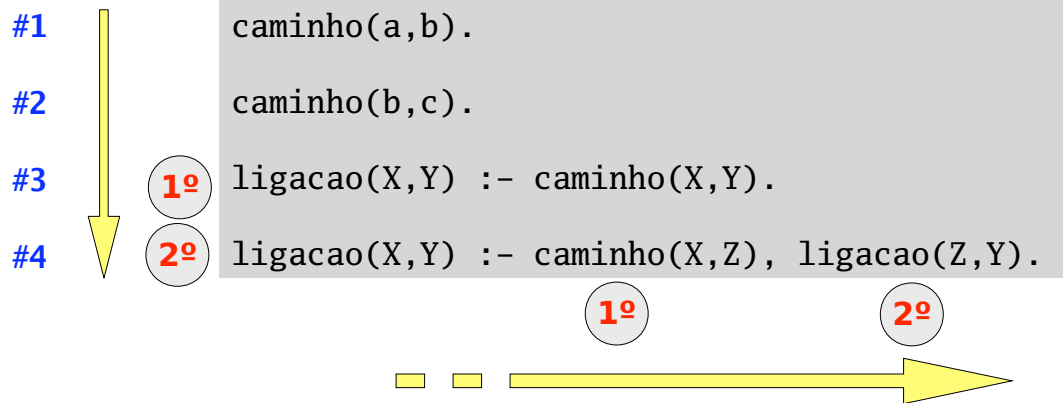 #1 caminho(a,b).
#2 caminho(b,c).
#3 1º ligacao(X,Y) :- caminho(X,Y).
#4 2º ligacao(X,Y) :- caminho(X,Z), ligacao(Z,Y).
1º 2º